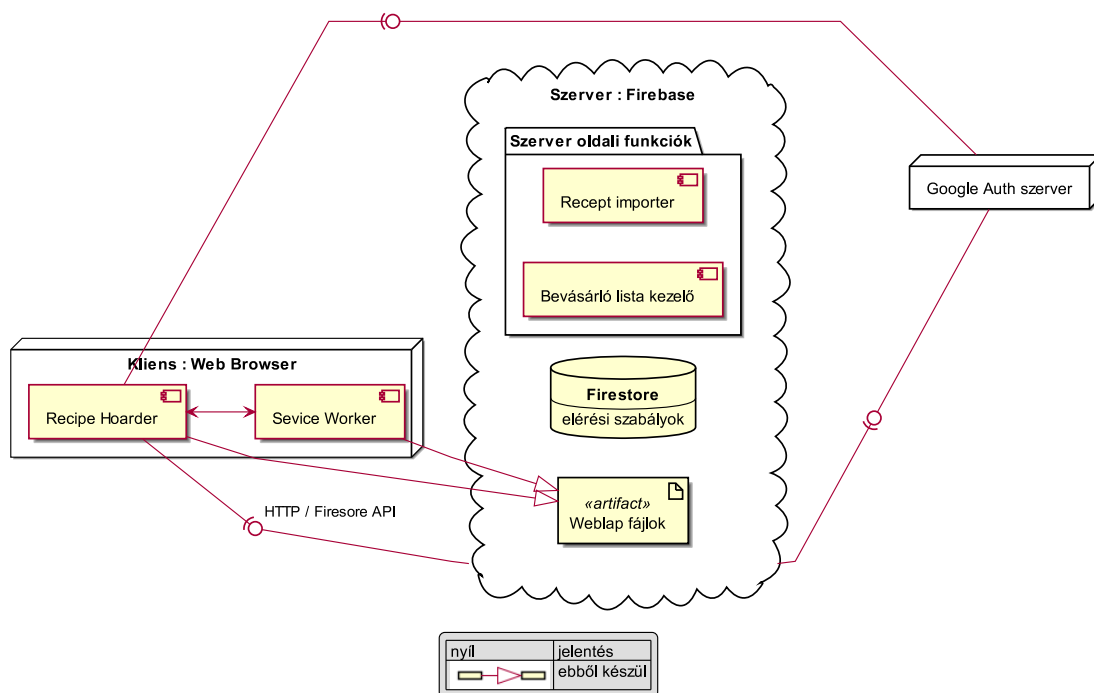 Szerver : Firebase
Szerver oldali funkciók
Recept importer
Google Auth szerver
Bevásárló lista kezelő
Kliens : Web Browser
Recipe Hoarder
Sevice Worker
Firestore
elérési szabályok
«artifact»
Weblap fájlok
HTTP / Firesore API
nyíl
jelentés
ebből készül